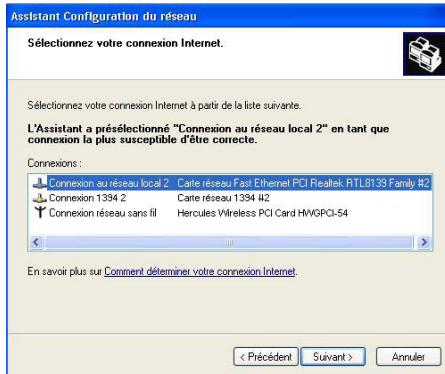 Assistant Configuration du réseau
Sélectionnez votre connexion Internet.
Sélectionnez votre connexion Internet à partir de la liste suivante.
L'Assistant a présélectionné "Connexion au réseau local 2" en tant que
connexion la plus susceptible d'être correcte.
Connexions :
Connexion au réseau local 2 Carte réseau Fast Ethernet PCI Realtek RTL8139 Family #2
Connexion 1394 2 Carte réseau 1394 #2
Connexion réseau sans fil Hercules Wireless PCI Card HWGPCI-54
En savoir plus sur Comment déterminer votre connexion Internet.
< Précédent Suivant > Annuler